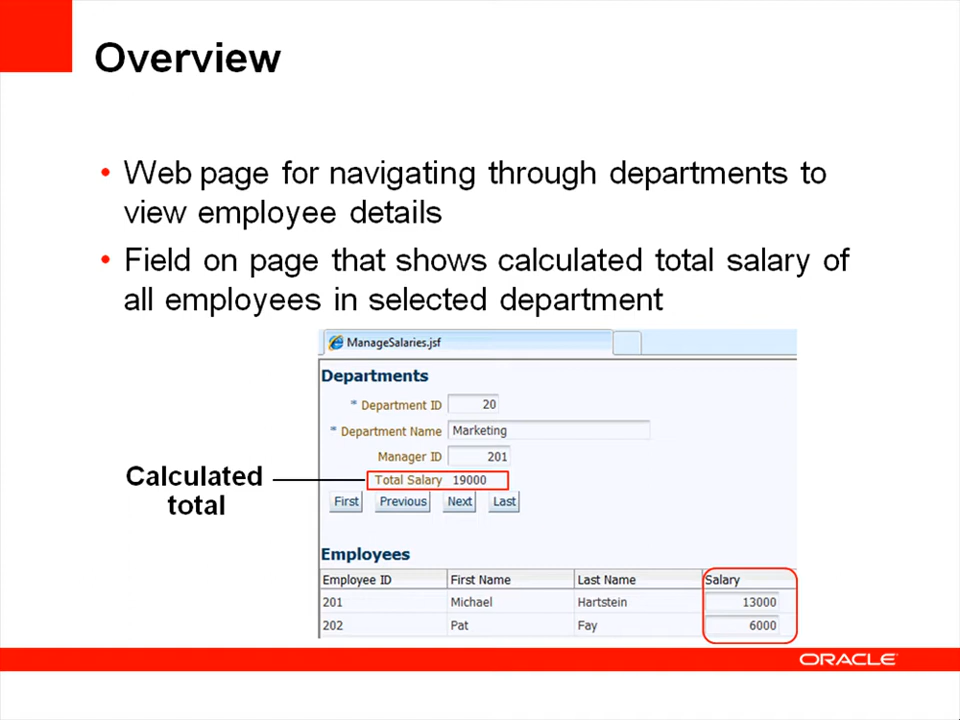 Overview
• Web page for navigating through departments to
view employee details
• Field on page that shows calculated total salary of
all employees in selected department
ManageSalaries.jsf
Departments
* Department ID 20
* Department Name Marketing
Manager ID 201
Calculated
total
Total Salary 19000
First Previous Next Last
Employees
Employee ID First Name Last Name Salary
201 Michael Hartstein 13000
202 Pat Fay 6000
ORACLE